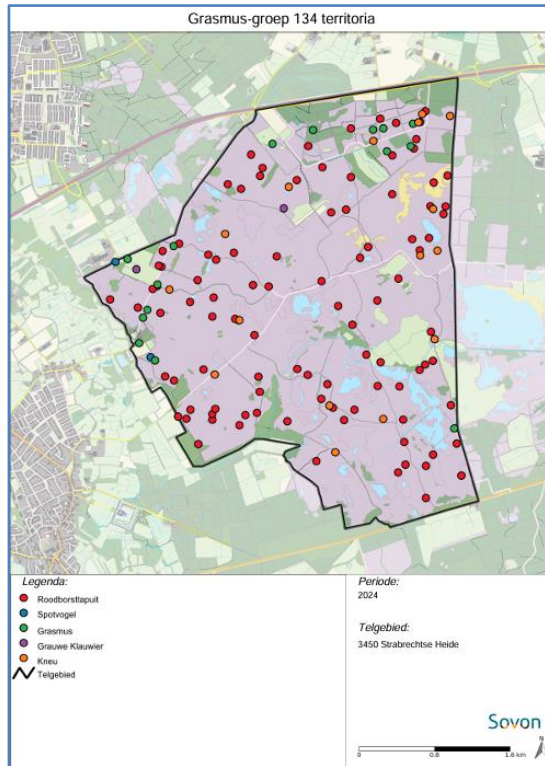 Grasmus-groep 134 territoria
Legenda:
Roodborsttapuit
Spotvogel
Grasmus
Grauwe Klauwier
Kneu
Telgebied
Periode:
2024
Telgebied:
3450 Strabrechtse Heide
Sovon
N
0 0.8 1.6 km